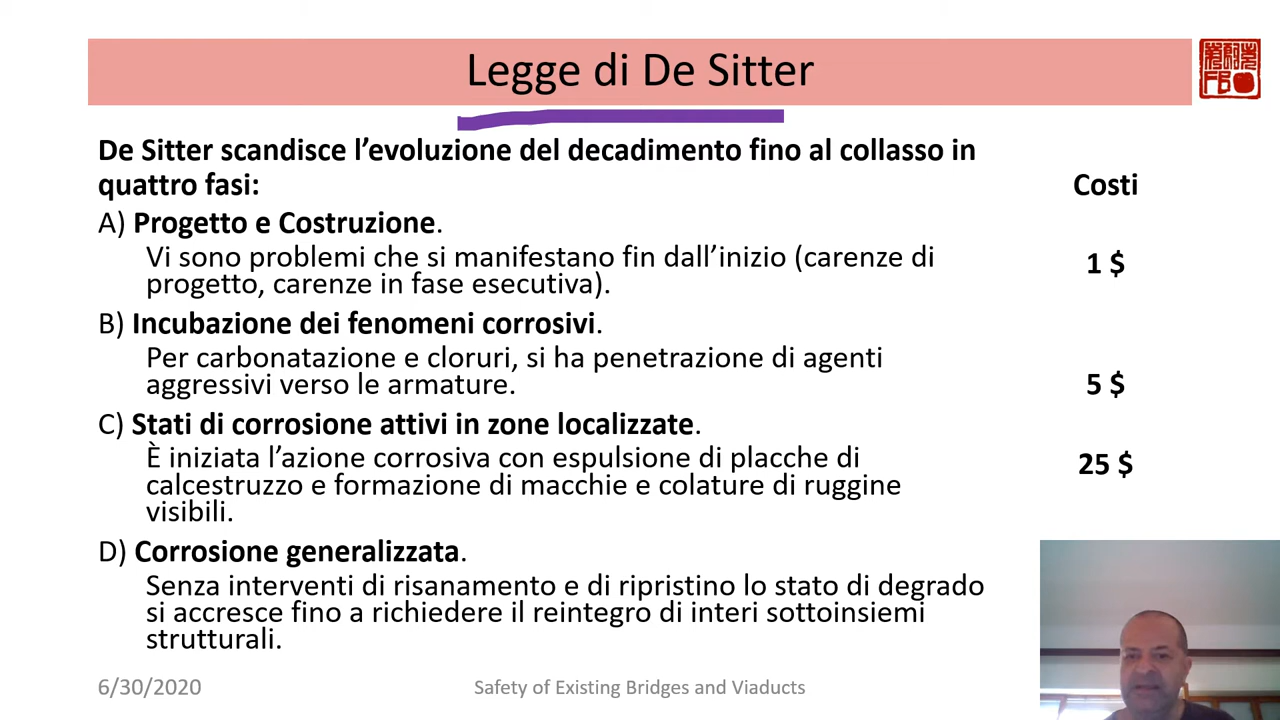 Legge di De Sitter
De Sitter scandisce l’evoluzione del decadimento fino al collasso in
quattro fasi:
Costi
A) Progetto e Costruzione.
Vi sono problemi che si manifestano fin dall’inizio (carenze di
progetto, carenze in fase esecutiva).
1 $
B) Incubazione dei fenomeni corrosivi.
Per carbonatazione e cloruri, si ha penetrazione di agenti
aggressivi verso le armature.
5 $
C) Stati di corrosione attivi in zone localizzate.
È iniziata l’azione corrosiva con espulsione di placche di
calcestruzzo e formazione di macchie e colature di ruggine
visibili.
25 $
D) Corrosione generalizzata.
Senza interventi di risanamento e di ripristino lo stato di degrado
si accresce fino a richiedere il reintegro di interi sottoinsiemi
strutturali.
6/30/2020
Safety of Existing Bridges and Viaducts